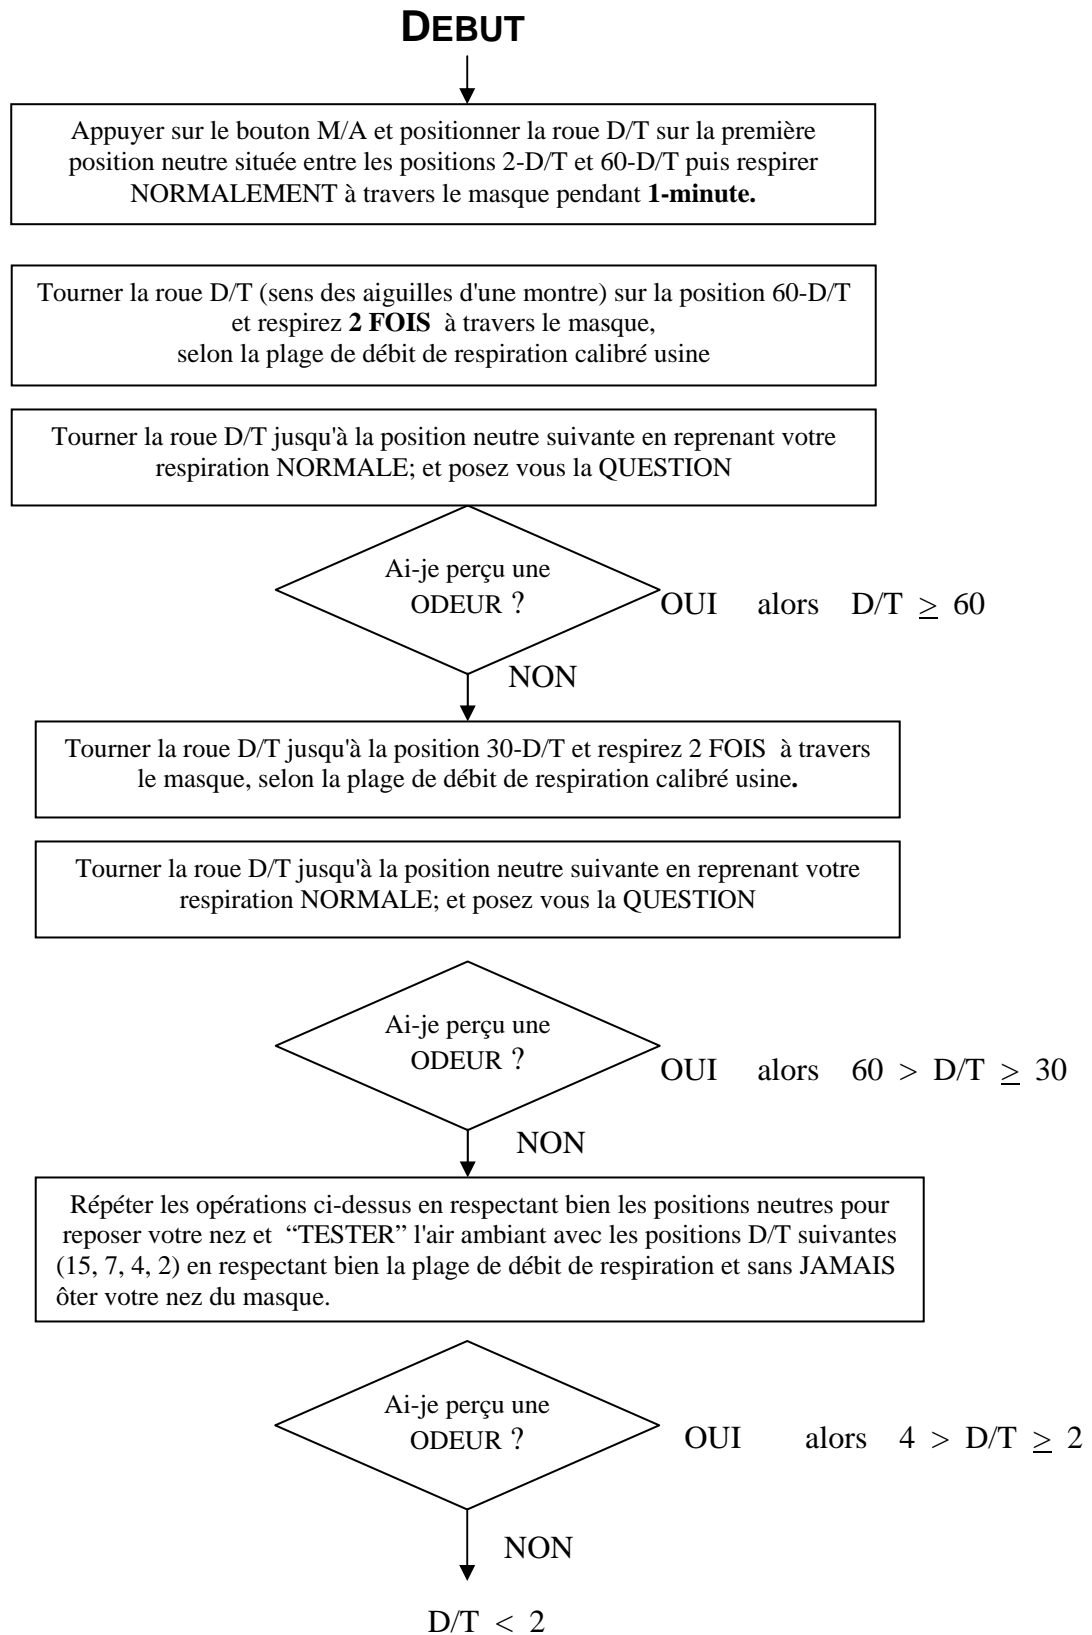 DEBUT
Appuyer sur le bouton M/A et positionner la roue D/T sur la première
position neutre située entre les positions 2-D/T et 60-D/T puis respirer
NORMALEMENT à travers le masque pendant 1-minute.
Tourner la roue D/T (sens des aiguilles d'une montre) sur la position 60-D/T
et respirez 2 FOIS à travers le masque,
selon la plage de débit de respiration calibré usine
Tourner la roue D/T jusqu'à la position neutre suivante en reprenant votre
respiration NORMALE; et posez vous la QUESTION
Ai-je perçu une
ODEUR ?
OUI alors D/T ≥ 60
NON
Tourner la roue D/T jusqu'à la position 30-D/T et respirez 2 FOIS à travers
le masque, selon la plage de débit de respiration calibré usine.
Tourner la roue D/T jusqu'à la position neutre suivante en reprenant votre
respiration NORMALE; et posez vous la QUESTION
Ai-je perçu une
ODEUR ?
OUI alors 60 > D/T ≥ 30
NON
Répéter les opérations ci-dessus en respectant bien les positions neutres pour
reposer votre nez et “TESTER” l'air ambiant avec les positions D/T suivantes
(15, 7, 4, 2) en respectant bien la plage de débit de respiration et sans JAMAIS
ôter votre nez du masque.
Ai-je perçu une
ODEUR ?
OUI alors 4 > D/T ≥ 2
NON
D/T < 2